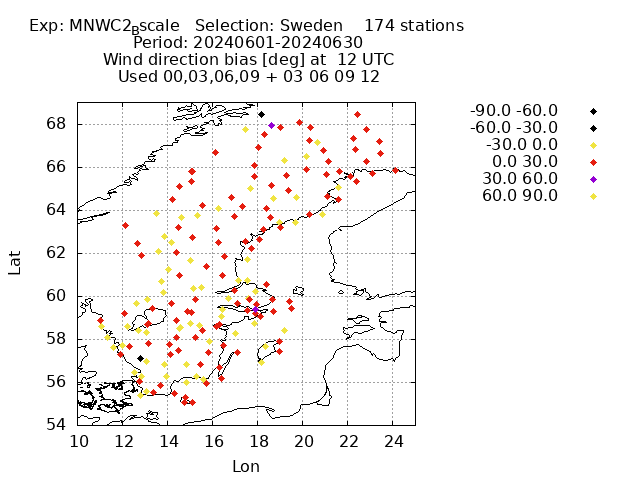 Exp: MNWC2_Bscale   Selection: Sweden    174 stations
Period: 20240601-20240630
Wind direction bias [deg] at  12 UTC
Used 00,03,06,09 + 03 06 09 12
-90.0 -60.0
-60.0 -30.0
-30.0 0.0
0.0 30.0
30.0 60.0
60.0 90.0
68
66
64
62
60
58
56
54
Lat
10 12 14 16 18 20 22 24
Lon